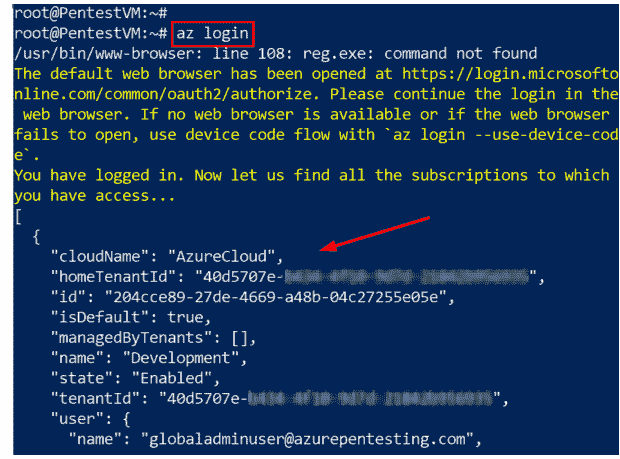 root@PentestVM:~#
root@PentestVM:~# az login
/usr/bin/www-browser: line 108: reg.exe: command not found
The default web browser has been opened at https://login.microsofto
nline.com/common/oauth2/authorize. Please continue the login in the
 web browser. If no web browser is available or if the web browser
fails to open, use device code flow with `az login --use-device-cod
e`.
You have logged in. Now let us find all the subscriptions to which
you have access...
[
  {
    "cloudName": "AzureCloud",
    "homeTenantId": "40d5707e-                              ",
    "id": "204cce89-27de-4669-a48b-04c27255e05e",
    "isDefault": true,
    "managedByTenants": [],
    "name": "Development",
    "state": "Enabled",
    "tenantId": "40d5707e-                              ",
    "user": {
      "name": "globaladminuser@azurepentesting.com",